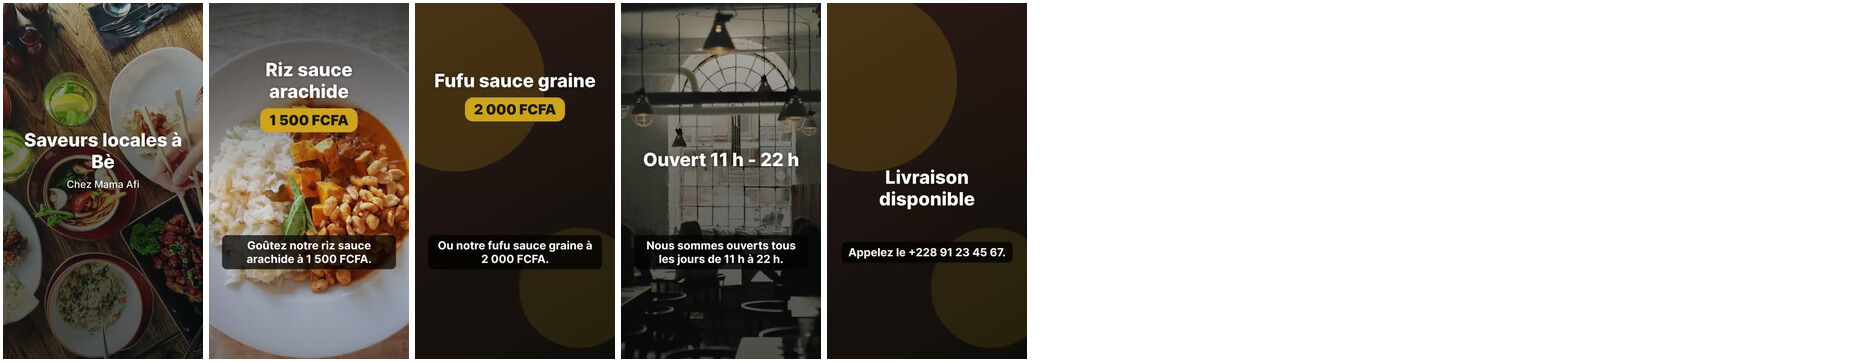 Saveurs locales à
Bè
Chez Mama Afi
Riz sauce
arachide
1 500 FCFA
Goûtez notre riz sauce
arachide à 1 500 FCFA.
Fufu sauce graine
2 000 FCFA
Ou notre fufu sauce graine à
2 000 FCFA.
Ouvert 11 h - 22 h
Nous sommes ouverts tous
les jours de 11 h à 22 h.
Livraison
disponible
Appelez le +228 91 23 45 67.